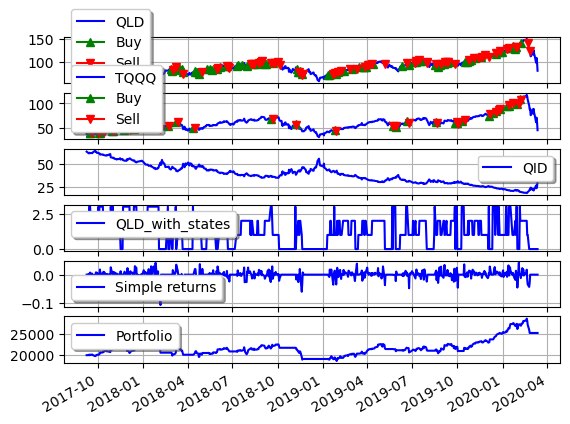 QLD
Buy
Sell
150
100
TQQQ
Buy
Sell
100
50
QID
50
25
QLD_with_states
2.5
0.0
Simple returns
0.0
−0.1
Portfolio
25000
20000
2017-10 2018-01 2018-04 2018-07 2018-10 2019-01 2019-04 2019-07 2019-10 2020-01 2020-04